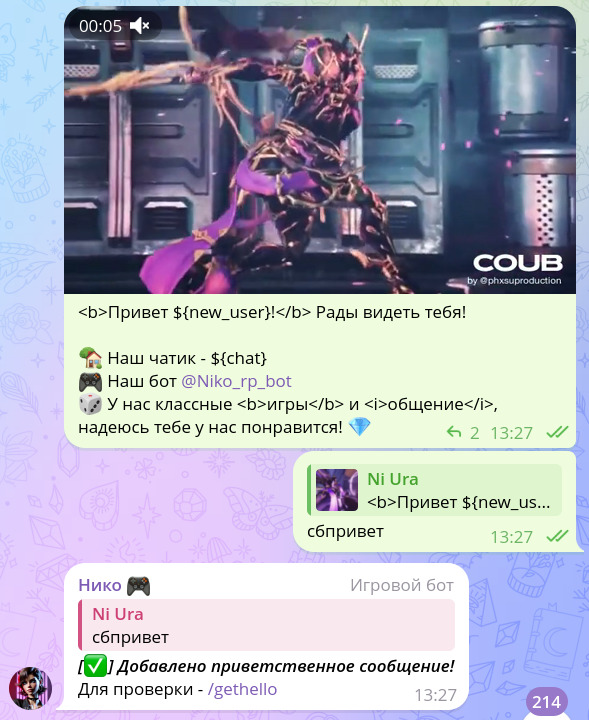 00:05
COUB
by @phxsuproduction
<b>Привет ${new_user}!</b> Рады видеть тебя!
🏡 Наш чатик - ${chat}
🎮 Наш бот @Niko_rp_bot
🎲 У нас классные <b>игры</b> и <i>общение</i>,
надеюсь тебе у нас понравится! 💎
2 13:27
Ni Ura
<b>Привет ${new_us...
сбпривет
13:27
Нико 🎮 Игровой бот
Ni Ura
сбпривет
[✅] Добавлено приветственное сообщение!
Для проверки - /gethello
13:27
214